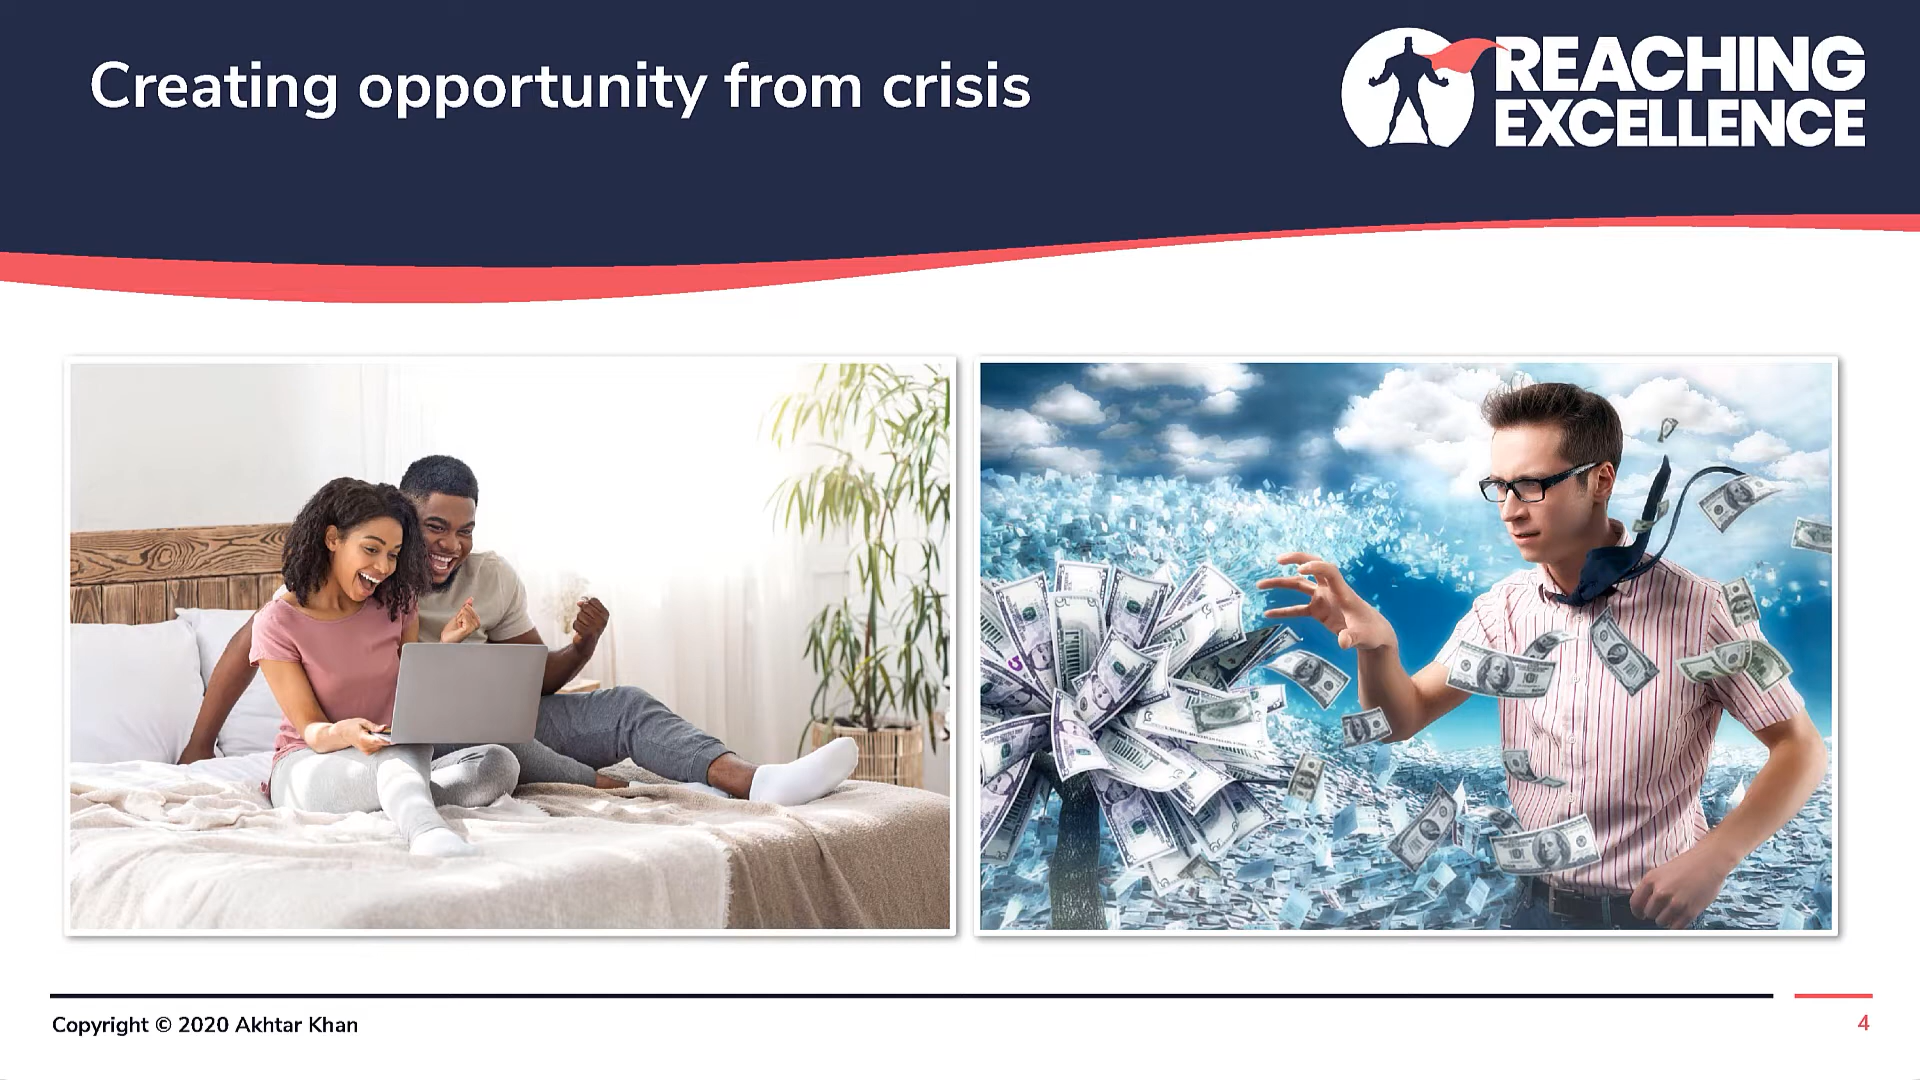 Creating opportunity from crisis
REACHING
EXCELLENCE
Copyright © 2020 Akhtar Khan
4